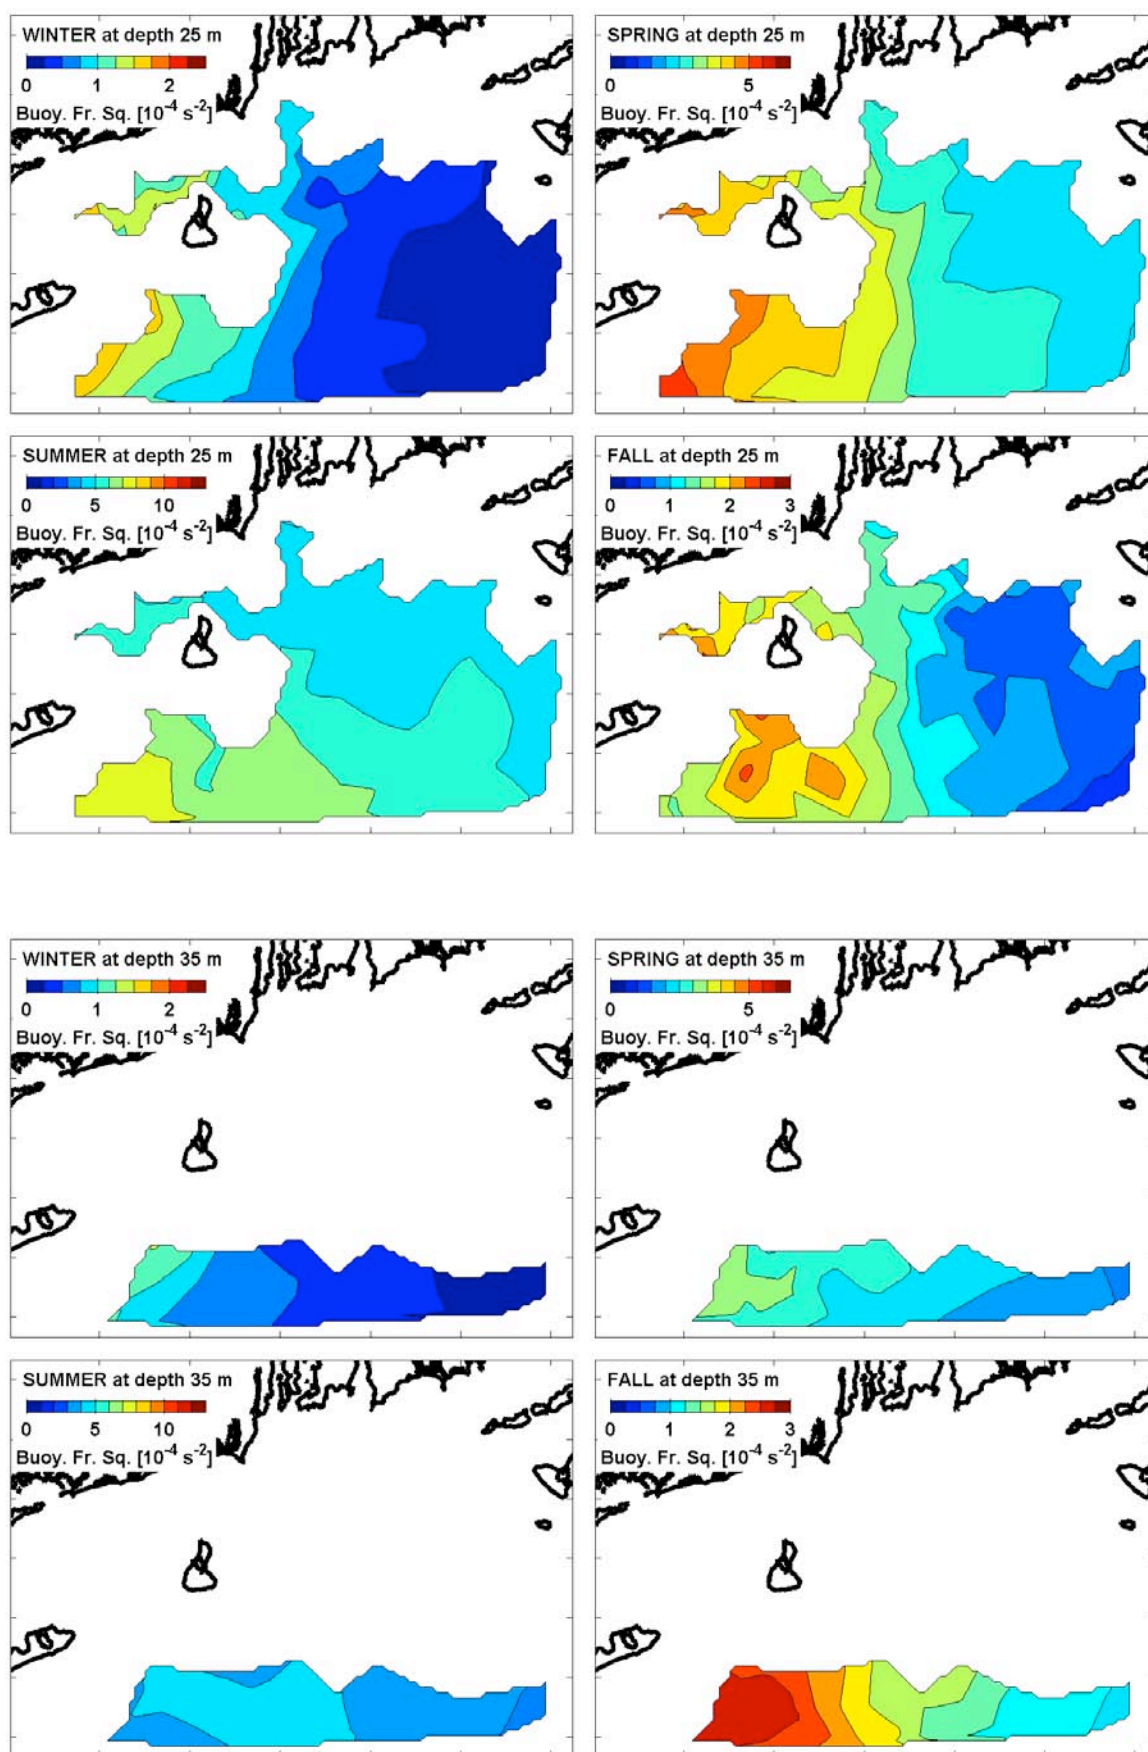 WINTER at depth 25 m
0 1 2
Buoy. Fr. Sq. [10⁻⁴ s⁻²]
SPRING at depth 25 m
0 5
Buoy. Fr. Sq. [10⁻⁴ s⁻²]
SUMMER at depth 25 m
0 5 10
Buoy. Fr. Sq. [10⁻⁴ s⁻²]
FALL at depth 25 m
0 1 2 3
Buoy. Fr. Sq. [10⁻⁴ s⁻²]
WINTER at depth 35 m
0 1 2
Buoy. Fr. Sq. [10⁻⁴ s⁻²]
SPRING at depth 35 m
0 5
Buoy. Fr. Sq. [10⁻⁴ s⁻²]
SUMMER at depth 35 m
0 5 10
Buoy. Fr. Sq. [10⁻⁴ s⁻²]
FALL at depth 35 m
0 1 2 3
Buoy. Fr. Sq. [10⁻⁴ s⁻²]